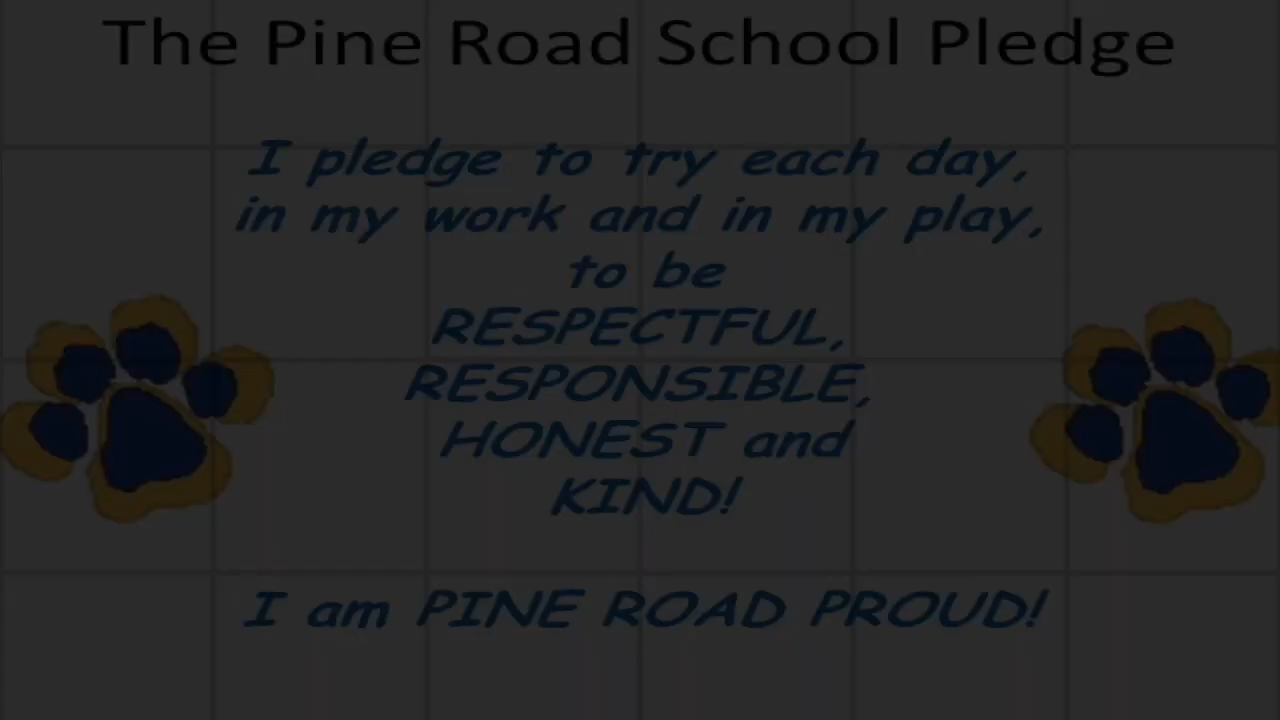 The Pine Road School Pledge
I pledge to try each day,
in my work and in my play,
to be
RESPECTFUL,
RESPONSIBLE,
HONEST and
KIND!
I am PINE ROAD PROUD!